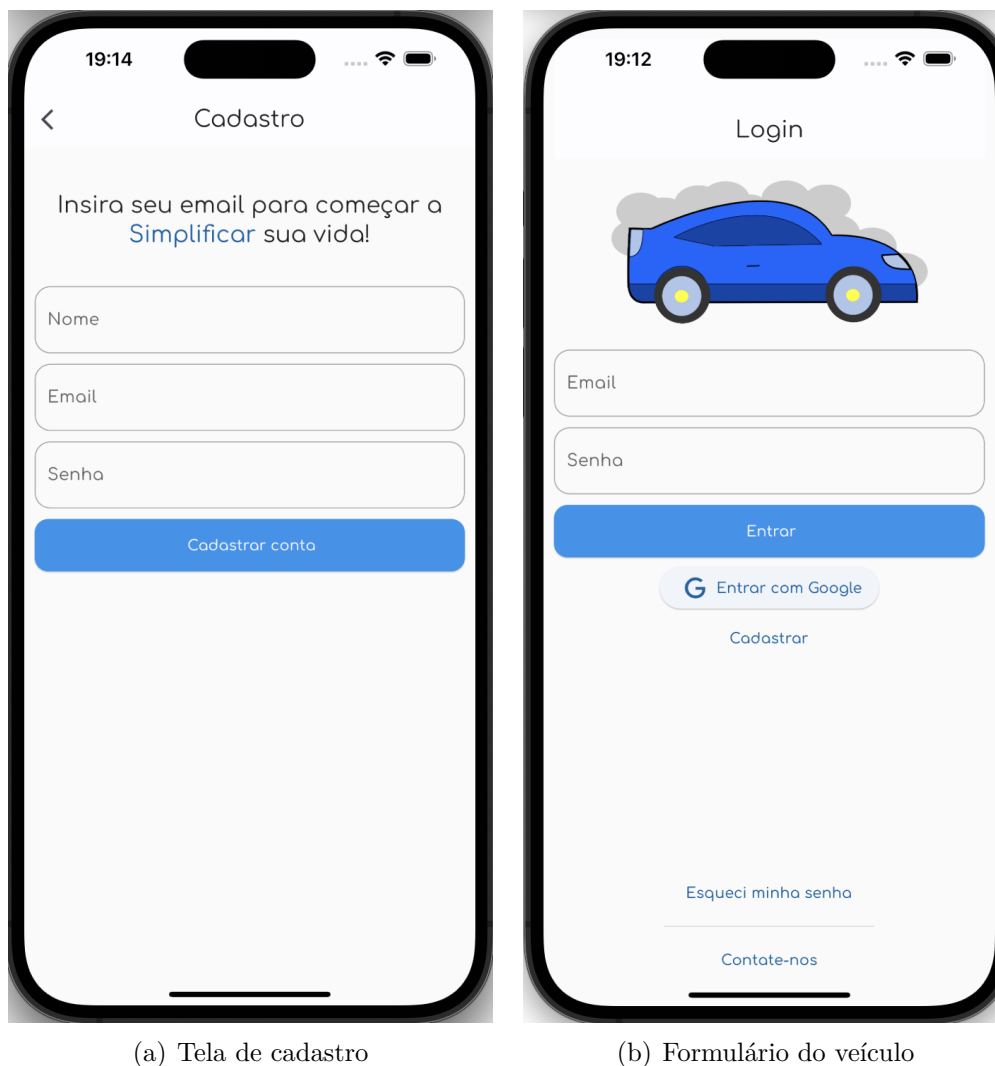 19:14
Cadastro
Insira seu email para começar a
Simplificar sua vida!
Nome
Email
Senha
Cadastrar conta
(a) Tela de cadastro
19:12
Login
Email
Senha
Entrar
G Entrar com Google
Cadastrar
Esqueci minha senha
Contate-nos
(b) Formulário do veículo